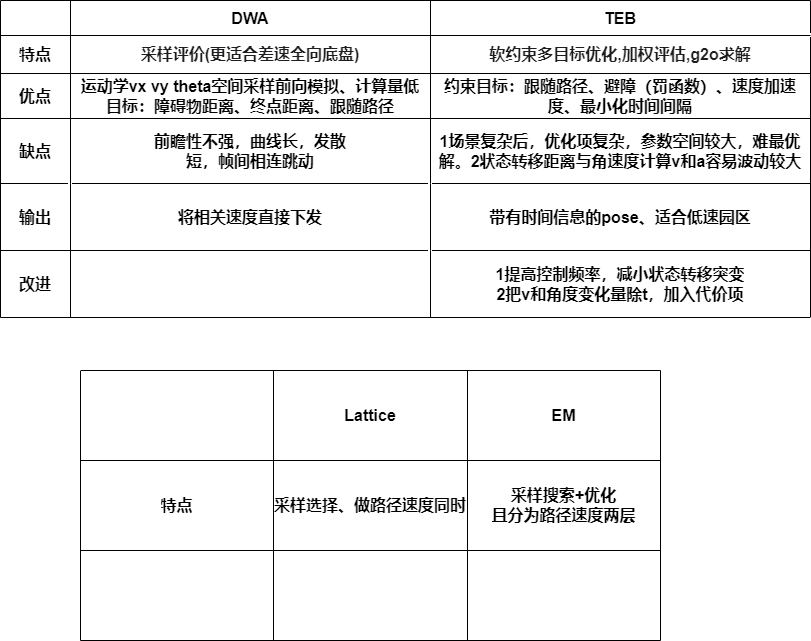 DWA
TEB
特点
采样评价(更适合差速全向底盘)
软约束多目标优化,加权评估,g2o求解
优点
运动学vx vy theta空间采样前向模拟、计算量低
目标：障碍物距离、终点距离、跟随路径
约束目标：跟随路径、避障（罚函数）、速度加速
度、最小化时间间隔
缺点
前瞻性不强，曲线长，发散
短，帧间相连跳动
1场景复杂后，优化项复杂，参数空间较大，难最优
解。2状态转移距离与角速度计算v和a容易波动较大
输出
将相关速度直接下发
带有时间信息的pose、适合低速园区
改进
1提高控制频率，减小状态转移突变
2把v和角度变化量除t，加入代价项
Lattice
EM
特点
采样选择、做路径速度同时
采样搜索+优化
且分为路径速度两层